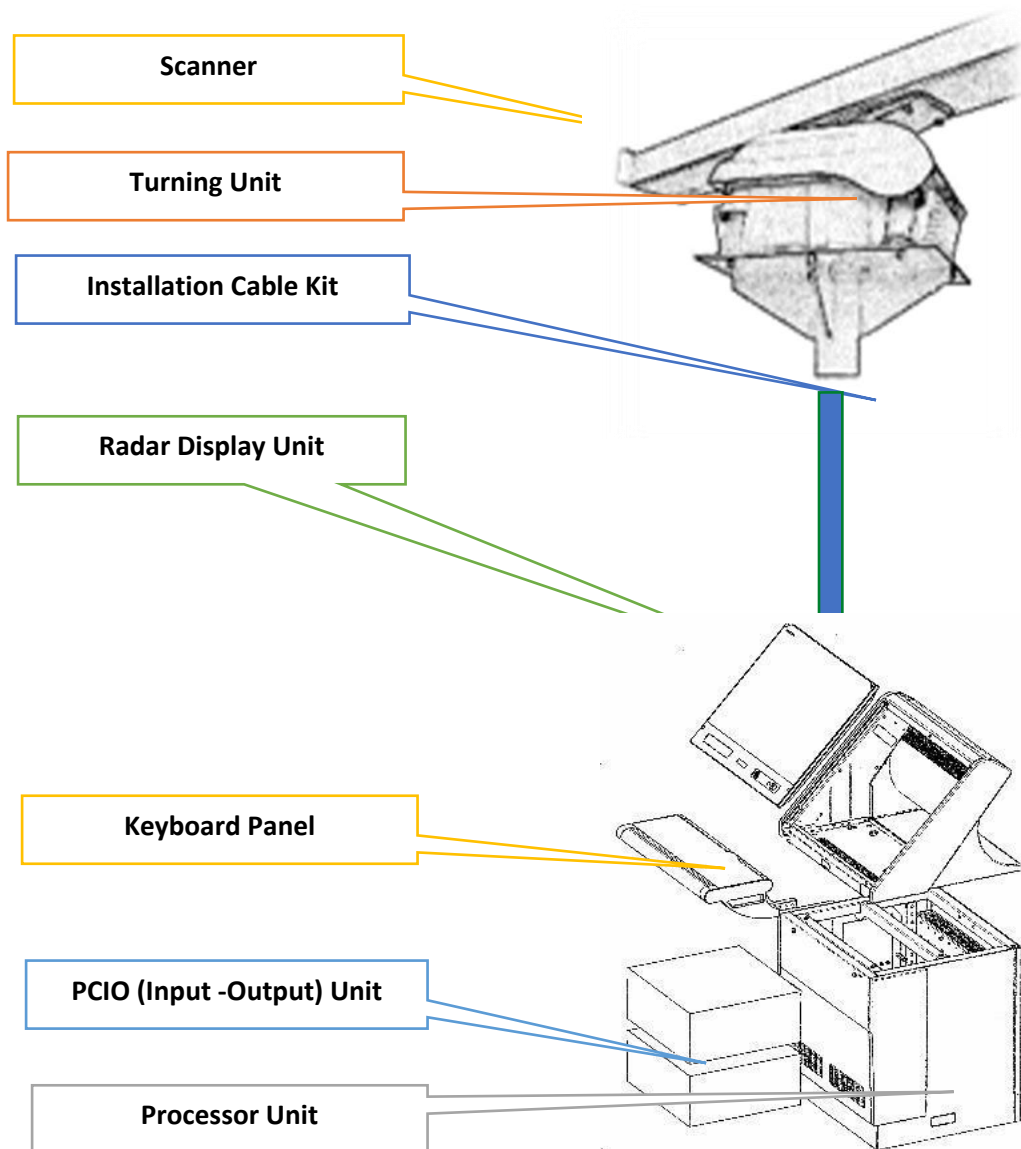 Scanner
Turning Unit
Installation Cable Kit
Radar Display Unit
Keyboard Panel
PCIO (Input -Output) Unit
Processor Unit